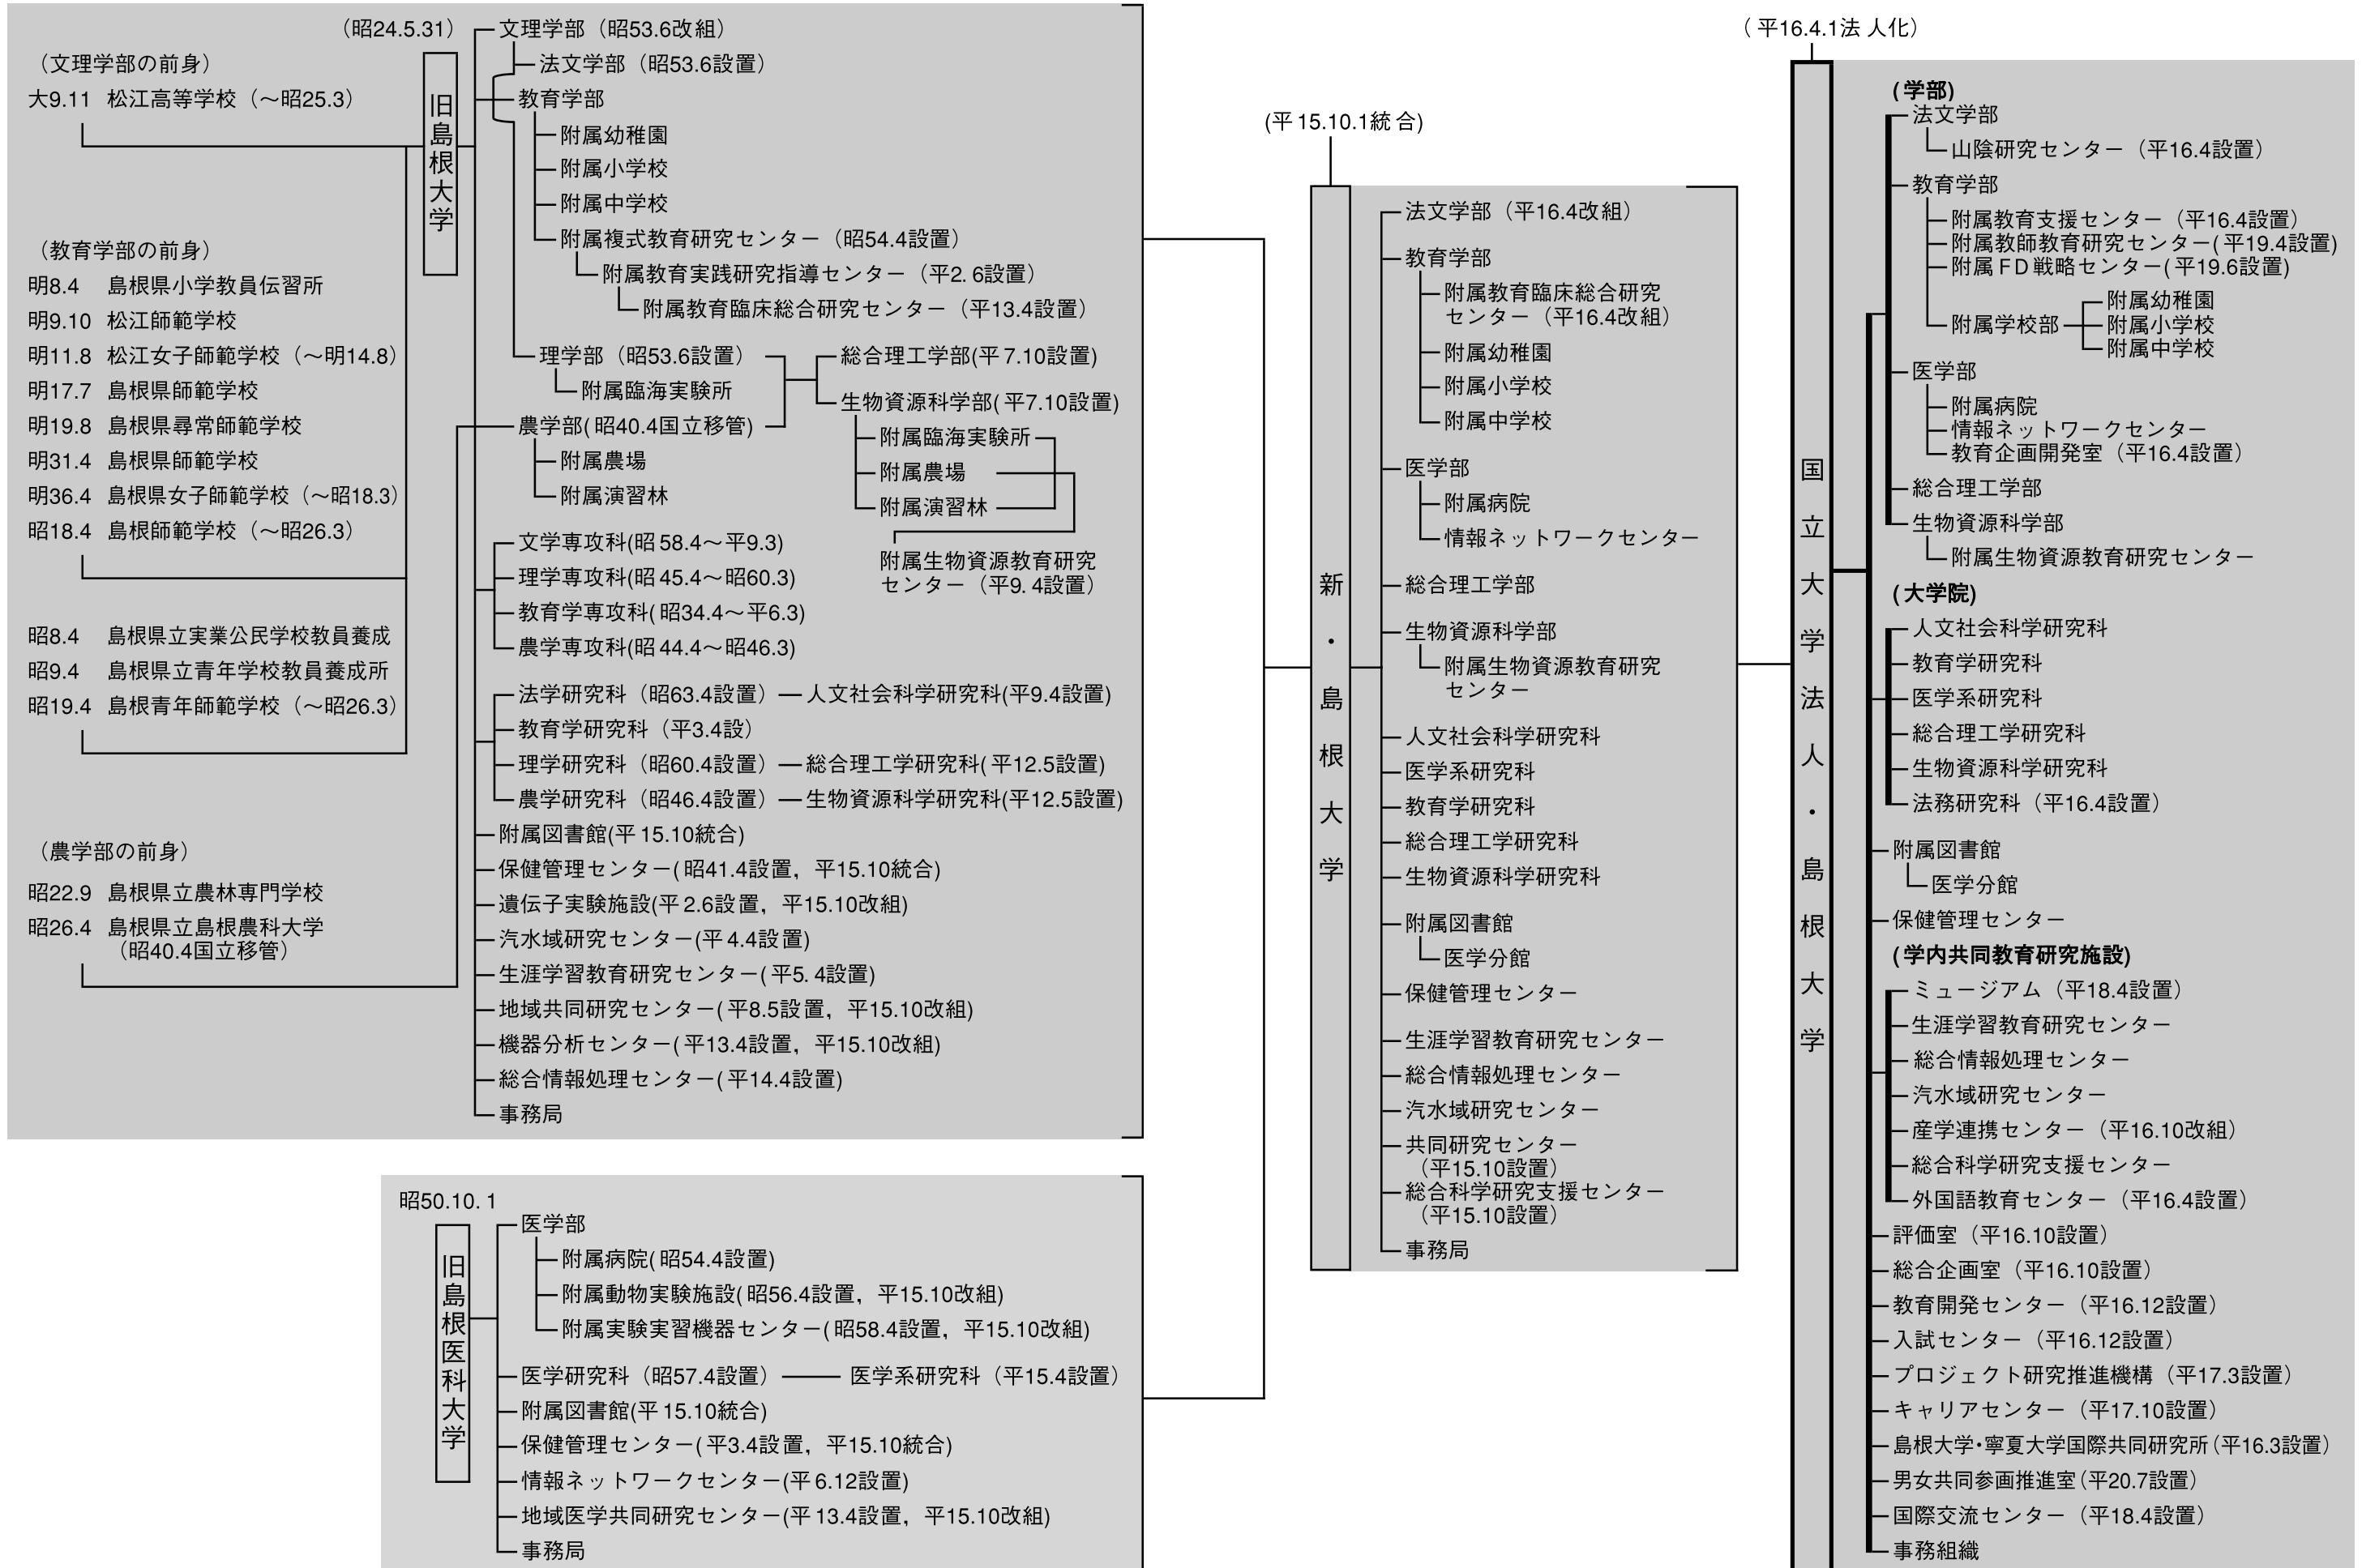 (昭24.5.31)
旧島根大学
(文理学部の前身)
大9.11 松江高等学校(〜昭25.3)
(教育学部の前身)
明8.4 島根県小学教員伝習所
明9.10 松江師範学校
明11.8 松江女子師範学校(〜明14.8)
明17.7 島根県師範学校
明19.8 島根県尋常師範学校
明31.4 島根県師範学校
明36.4 島根県女子師範学校(〜昭18.3)
昭18.4 島根師範学校(〜昭26.3)
昭8.4 島根県立実業公民学校教員養成
昭9.4 島根県立青年学校教員養成所
昭19.4 島根青年師範学校(〜昭26.3)
(農学部の前身)
昭22.9 島根県立農林専門学校
昭26.4 島根県立島根農科大学
(昭40.4国立移管)
文理学部(昭53.6改組)
法文学部(昭53.6設置)
教育学部
附属幼稚園
附属小学校
附属中学校
附属複式教育研究センター(昭54.4設置)
附属教育実践研究指導センター(平2.6設置)
附属教育臨床総合研究センター(平13.4設置)
理学部(昭53.6設置)
附属臨海実験所
農学部(昭40.4国立移管)
附属農場
附属演習林
総合理工学部(平7.10設置)
生物資源科学部(平7.10設置)
附属臨海実験所
附属農場
附属演習林
附属生物資源教育研究
センター(平9.4設置)
文学専攻科(昭58.4〜平9.3)
理学専攻科(昭45.4〜昭60.3)
教育学専攻科(昭34.4〜平6.3)
農学専攻科(昭44.4〜昭46.3)
法学研究科(昭63.4設置)
人文社会科学研究科(平9.4設置)
教育学研究科(平3.4設)
理学研究科(昭60.4設置)
総合理工学研究科(平12.5設置)
農学研究科(昭46.4設置)
生物資源科学研究科(平12.5設置)
附属図書館(平15.10統合)
保健管理センター(昭41.4設置,平15.10統合)
遺伝子実験施設(平2.6設置,平15.10改組)
汽水域研究センター(平4.4設置)
生涯学習教育研究センター(平5.4設置)
地域共同研究センター(平8.5設置,平15.10改組)
機器分析センター(平13.4設置,平15.10改組)
総合情報処理センター(平14.4設置)
事務局
昭50.10.1
旧島根医科大学
医学部
附属病院(昭54.4設置)
附属動物実験施設(昭56.4設置,平15.10改組)
附属実験実習機器センター(昭58.4設置,平15.10改組)
医学研究科(昭57.4設置)
医学系研究科(平15.4設置)
附属図書館(平15.10統合)
保健管理センター(平3.4設置,平15.10統合)
情報ネットワークセンター(平6.12設置)
地域医学共同研究センター(平13.4設置,平15.10改組)
事務局
(平15.10.1統合)
新・島根大学
法文学部(平16.4改組)
教育学部
附属教育臨床総合研究
センター(平16.4改組)
附属幼稚園
附属小学校
附属中学校
医学部
附属病院
情報ネットワークセンター
総合理工学部
生物資源科学部
附属生物資源教育研究
センター
人文社会科学研究科
医学系研究科
教育学研究科
総合理工学研究科
生物資源科学研究科
附属図書館
医学分館
保健管理センター
生涯学習教育研究センター
総合情報処理センター
汽水域研究センター
共同研究センター
(平15.10設置)
総合科学研究支援センター
(平15.10設置)
事務局
(平16.4.1法人化)
国立大学法人・島根大学
(学部)
法文学部
山陰研究センター(平16.4設置)
教育学部
附属教育支援センター(平16.4設置)
附属教師教育研究センター(平19.4設置)
附属FD戦略センター(平19.6設置)
附属学校部
附属幼稚園
附属小学校
附属中学校
医学部
附属病院
情報ネットワークセンター
教育企画開発室(平16.4設置)
総合理工学部
生物資源科学部
附属生物資源教育研究センター
(大学院)
人文社会科学研究科
教育学研究科
医学系研究科
総合理工学研究科
生物資源科学研究科
法務研究科(平16.4設置)
附属図書館
医学分館
保健管理センター
(学内共同教育研究施設)
ミュージアム(平18.4設置)
生涯学習教育研究センター
総合情報処理センター
汽水域研究センター
産学連携センター(平16.10改組)
総合科学研究支援センター
外国語教育センター(平16.4設置)
評価室(平16.10設置)
総合企画室(平16.10設置)
教育開発センター(平16.12設置)
入試センター(平16.12設置)
プロジェクト研究推進機構(平17.3設置)
キャリアセンター(平17.10設置)
島根大学・寧夏大学国際共同研究所(平16.3設置)
男女共同参画推進室(平20.7設置)
国際交流センター(平18.4設置)
事務組織